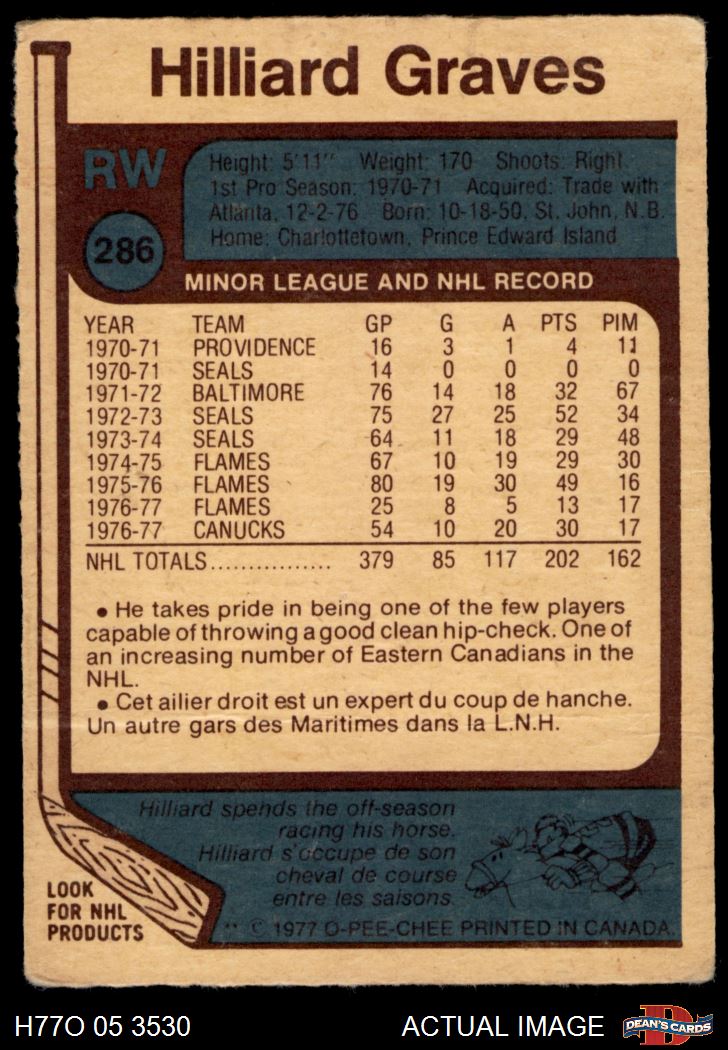 Hilliard Graves
RW
Height: 5'11" Weight: 170 Shoots: Right
1st Pro Season: 1970-71 Acquired: Trade with
Atlanta, 12-2-76 Born: 10-18-50, St. John, N.B.
Home: Charlottetown, Prince Edward Island
286
MINOR LEAGUE AND NHL RECORD
YEAR TEAM GP G A PTS PIM
1970-71 PROVIDENCE 16 3 1 4 11
1970-71 SEALS 14 0 0 0 0
1971-72 BALTIMORE 76 14 18 32 67
1972-73 SEALS 75 27 25 52 34
1973-74 SEALS 64 11 18 29 48
1974-75 FLAMES 67 10 19 29 30
1975-76 FLAMES 80 19 30 49 16
1976-77 FLAMES 25 8 5 13 17
1976-77 CANUCKS 54 10 20 30 17
NHL TOTALS................ 379 85 117 202 162
• He takes pride in being one of the few players
capable of throwing a good clean hip-check. One of
an increasing number of Eastern Canadians in the
NHL.
• Cet ailier droit est un expert du coup de hanche.
Un autre gars des Maritimes dans la L.N.H.
Hilliard spends the off-season
racing his horse.
Hilliard s'occupe de son
cheval de course
entre les saisons.
LOOK
FOR NHL
PRODUCTS
** © 1977 O-PEE-CHEE PRINTED IN CANADA.
H77O 05 3530 ACTUAL IMAGE
D
DEAN'S CARDS